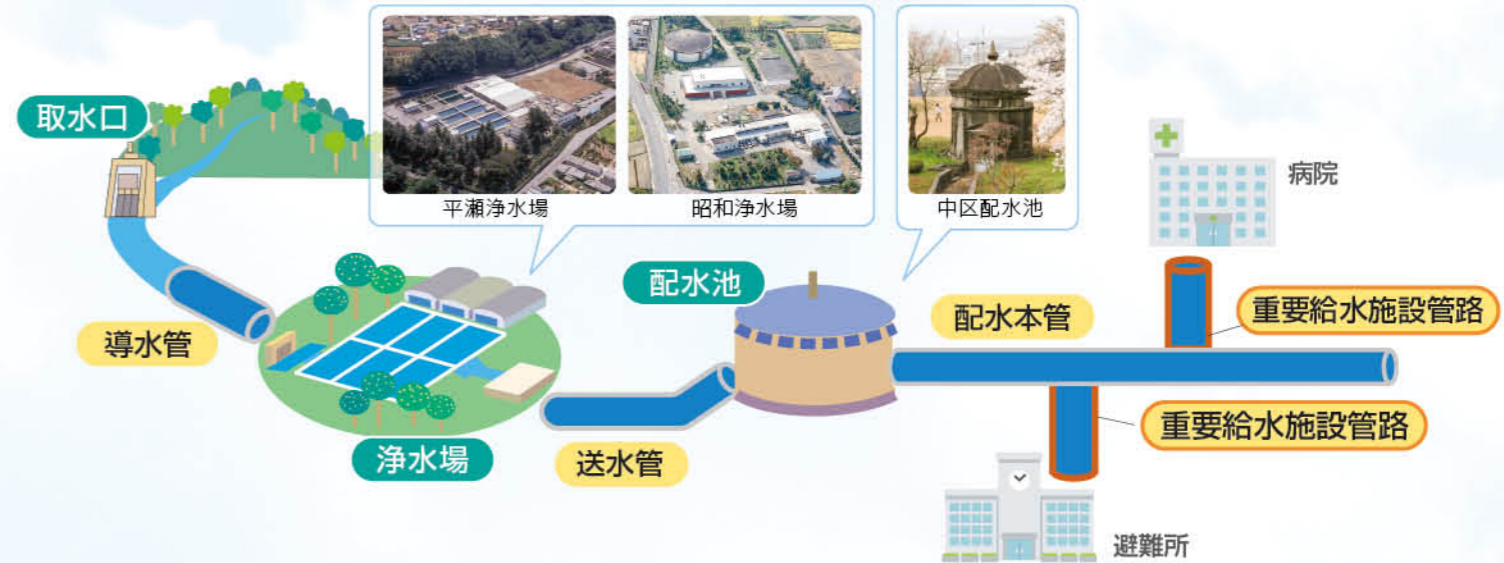 取水口
平瀬浄水場
昭和浄水場
中区配水池
病院
配水池
重要給水施設管路
配水本管
導水管
重要給水施設管路
浄水場
送水管
避難所